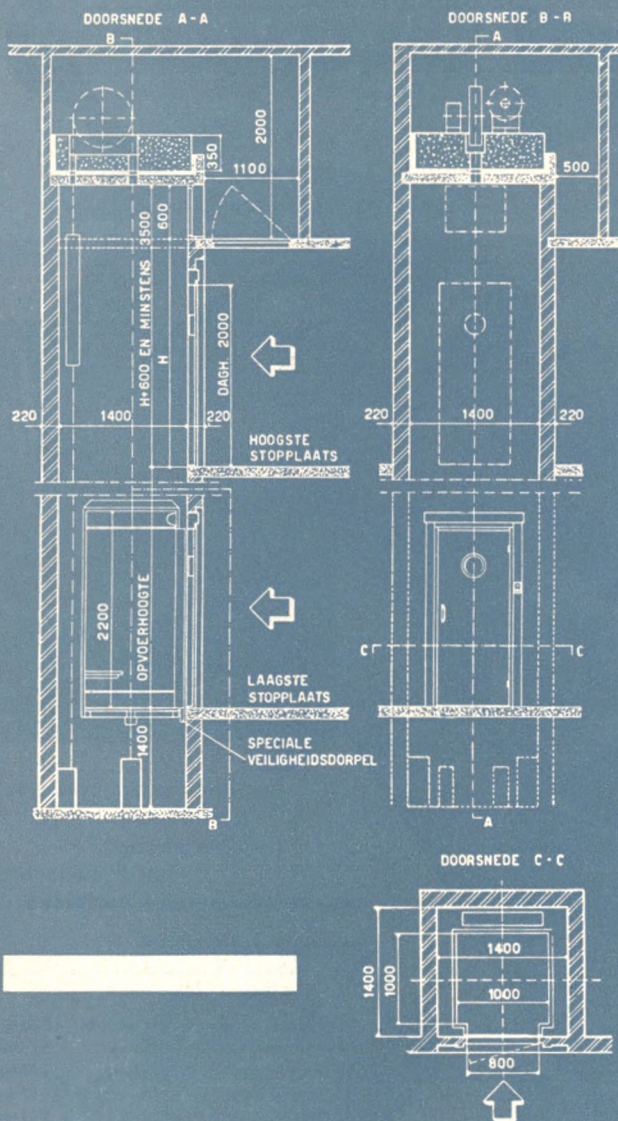 DOORSNEDE A-A
B
2000
350
1100
600
H+600 EN MINSTENS 3500
H
DAGH. 2000
220
1400
220
HOOGSTE
STOPPLAATS
2200
OPVOERHOOGTE
LAAGSTE
STOPPLAATS
1400
SPECIALE
VEILIGHEIDSDORPEL
B
DOORSNEDE B-B
A
500
220
1400
220
C
C
A
DOORSNEDE C-C
1400
1000
1400
1000
800